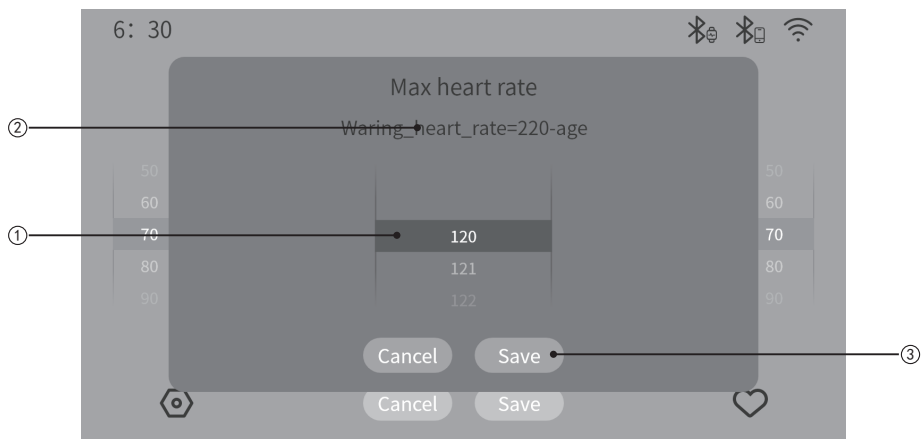 6: 30
Max heart rate
② Waring_heart_rate=220-age
50 50
60 60
① 70 120 70
80 121 80
90 122 90
Cancel Save ③
Cancel Save